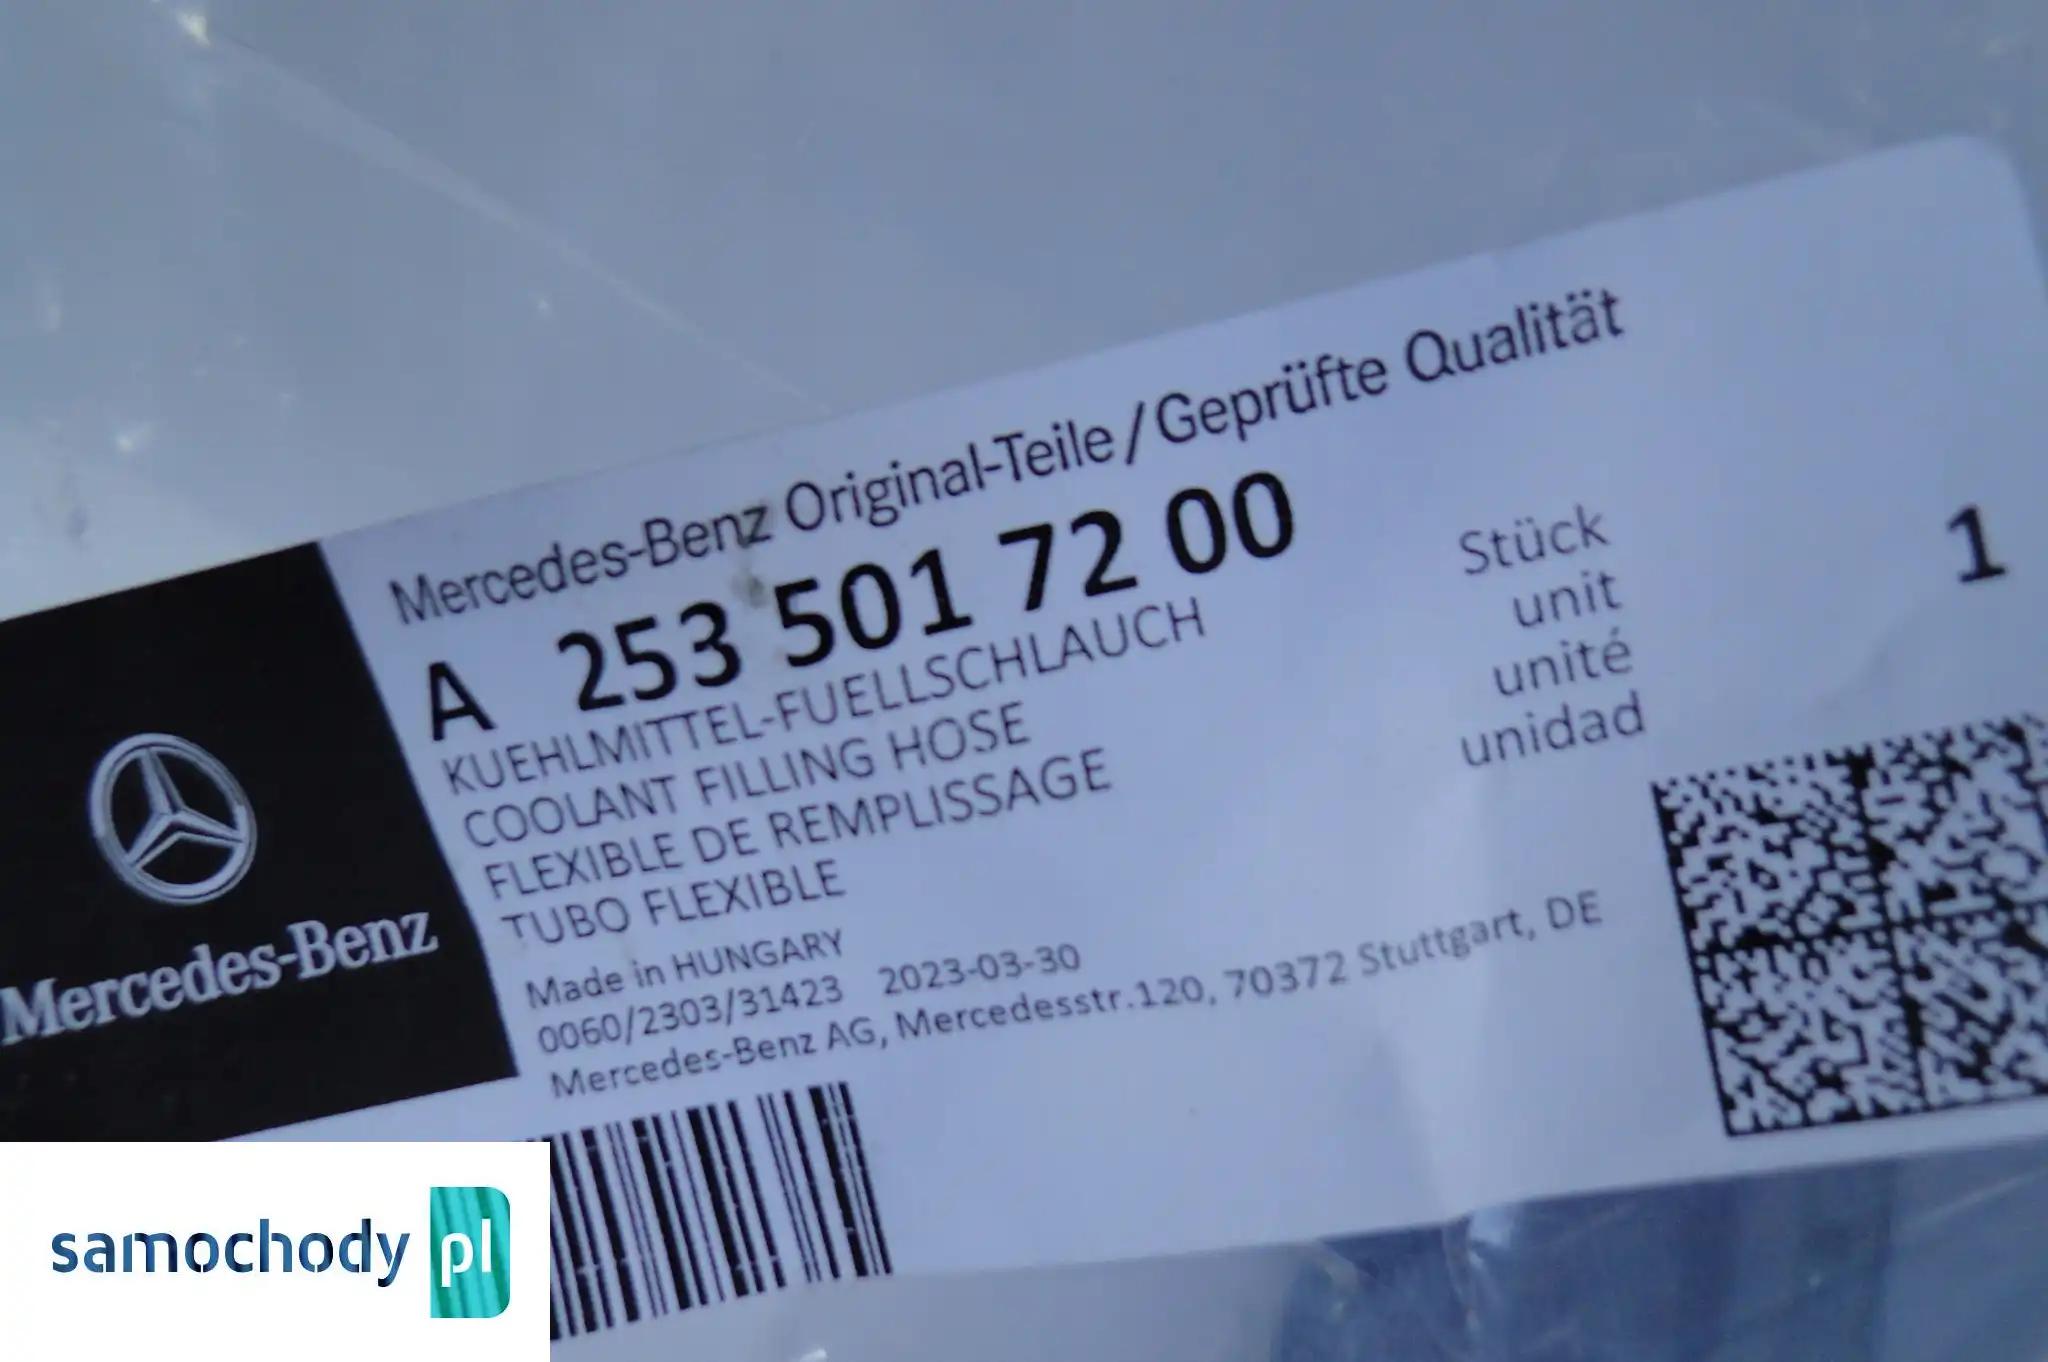 Mercedes-Benz Original-Teile/Geprüfte Qualität
A 253 501 72 00
KUEHLMITTEL-FUELLSCHLAUCH
COOLANT FILLING HOSE
FLEXIBLE DE REMPLISSAGE
TUBO FLEXIBLE
Stück 1
unit
unité
unidad
Made in HUNGARY
0060/2303/31423 2023-03-30
Mercedes-Benz AG, Mercedesstr.120, 70372 Stuttgart, DE
Mercedes-Benz
samochody pl